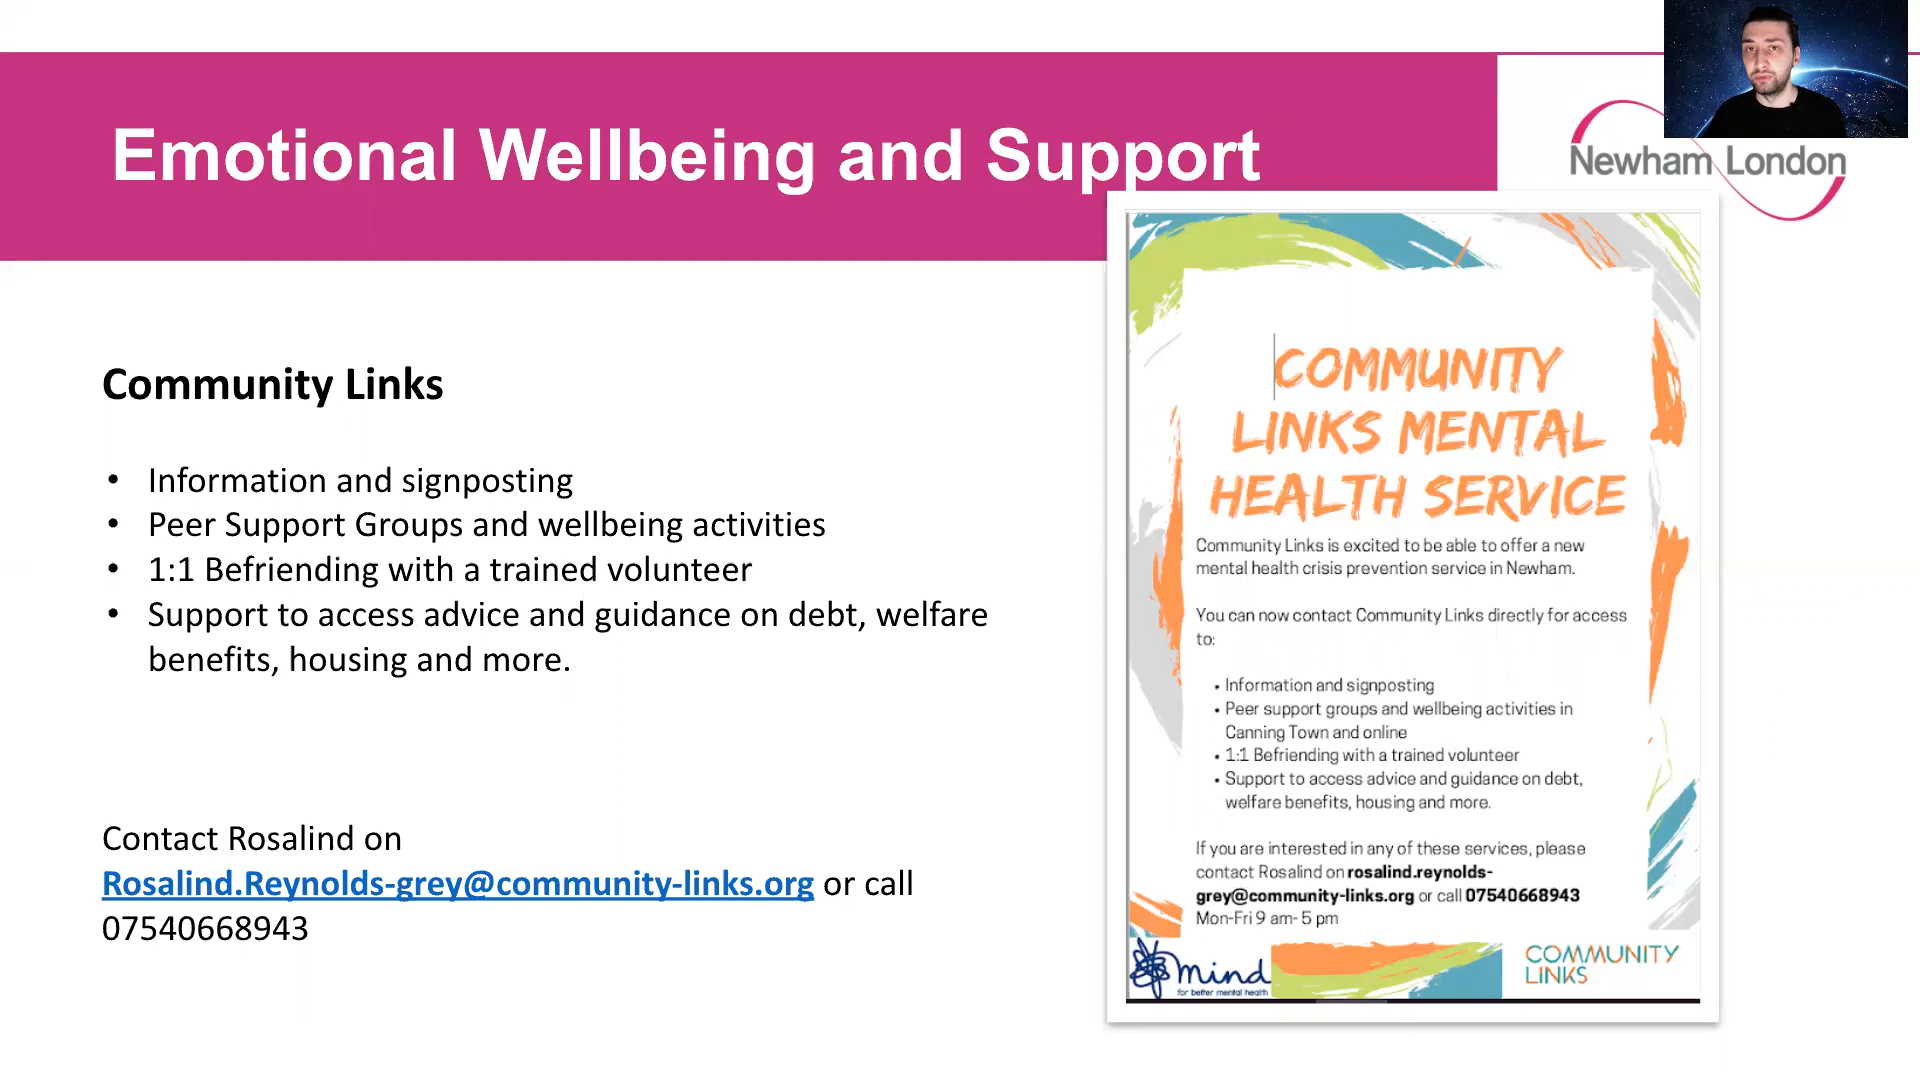 Emotional Wellbeing and Support
Newham London
Community Links
• Information and signposting
• Peer Support Groups and wellbeing activities
• 1:1 Befriending with a trained volunteer
• Support to access advice and guidance on debt, welfare
benefits, housing and more.
Contact Rosalind on
Rosalind.Reynolds-grey@community-links.org or call
07540668943
COMMUNITY
LINKS MENTAL
HEALTH SERVICE
Community Links is excited to be able to offer a new
mental health crisis prevention service in Newham.
You can now contact Community Links directly for access
to:
• Information and signposting
• Peer support groups and wellbeing activities in
Canning Town and online
• 1:1 Befriending with a trained volunteer
• Support to access advice and guidance on debt,
welfare benefits, housing and more.
If you are interested in any of these services, please
contact Rosalind on rosalind.reynolds-
grey@community-links.org or call 07540668943
Mon-Fri 9 am- 5 pm
mind
for better mental health
COMMUNITY
LINKS